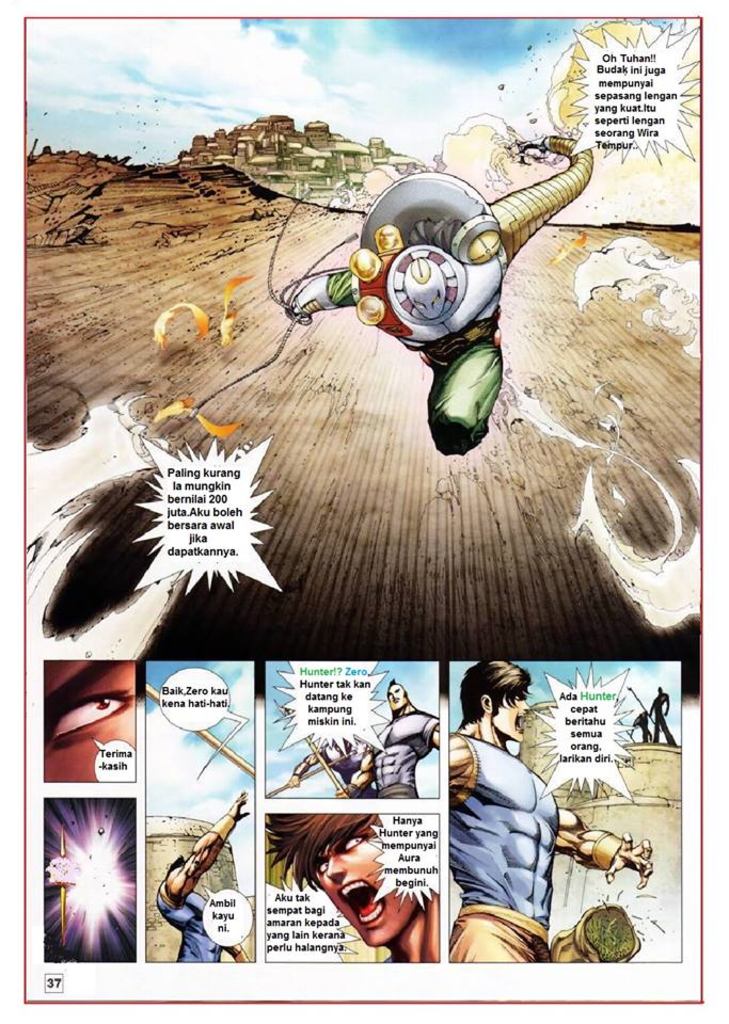 Oh Tuhan!!
Budak ini juga
mempunyai
sepasang lengan
yang kuat.Itu
seperti lengan
seorang Wira
Tempur..
Paling kurang
Ia mungkin
bernilai 200
juta.Aku boleh
bersara awal
jika
dapatkannya.
Ada Hunter,
cepat
beritahu
semua
orang,
larikan diri..
Hunter!? Zero,
Hunter tak kan
datang ke
kampung
miskin ini.
Hanya
Hunter yang
mempunyai
Aura
membunuh
begini.
Aku tak
sempat bagi
amaran kepada
yang lain kerana
perlu halangnya.
Baik,Zero kau
kena hati-hati.
Ambil
kayu
ni.
Terima
-kasih
37